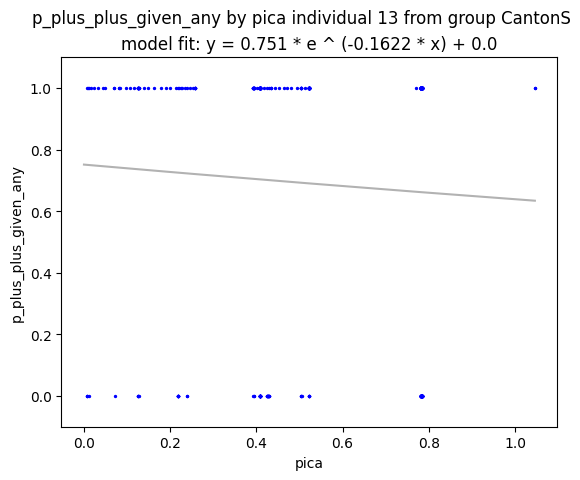 p_plus_plus_given_any by pica individual 13 from group CantonS
model fit: y = 0.751 * e ^ (-0.1622 * x) + 0.0
1.0
0.8
0.6
0.4
0.2
0.0
p_plus_plus_given_any
0.0 0.2 0.4 0.6 0.8 1.0
pica